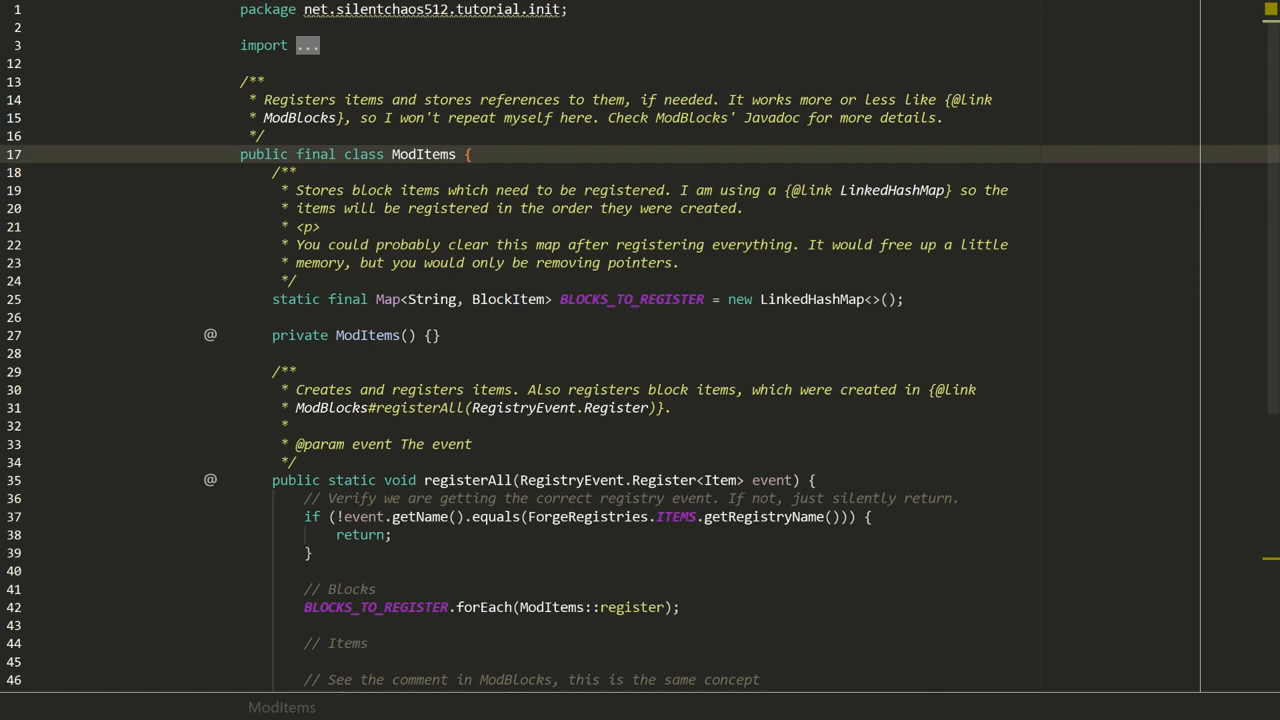 1 package net.silentchaos512.tutorial.init;
2
3 import ...
12
13 /**
14 * Registers items and stores references to them, if needed. It works more or less like {@link
15 * ModBlocks}, so I won't repeat myself here. Check ModBlocks' Javadoc for more details.
16 */
17 public final class ModItems {
18 /**
19 * Stores block items which need to be registered. I am using a {@link LinkedHashMap} so the
20 * items will be registered in the order they were created.
21 * <p>
22 * You could probably clear this map after registering everything. It would free up a little
23 * memory, but you would only be removing pointers.
24 */
25 static final Map<String, BlockItem> BLOCKS_TO_REGISTER = new LinkedHashMap<>();
26
27 @ private ModItems() {}
28
29 /**
30 * Creates and registers items. Also registers block items, which were created in {@link
31 * ModBlocks#registerAll(RegistryEvent.Register)}.
32 *
33 * @param event The event
34 */
35 @ public static void registerAll(RegistryEvent.Register<Item> event) {
36 // Verify we are getting the correct registry event. If not, just silently return.
37 if (!event.getName().equals(ForgeRegistries.ITEMS.getRegistryName())) {
38 return;
39 }
40
41 // Blocks
42 BLOCKS_TO_REGISTER.forEach(ModItems::register);
43
44 // Items
45
46 // See the comment in ModBlocks, this is the same concept
ModItems